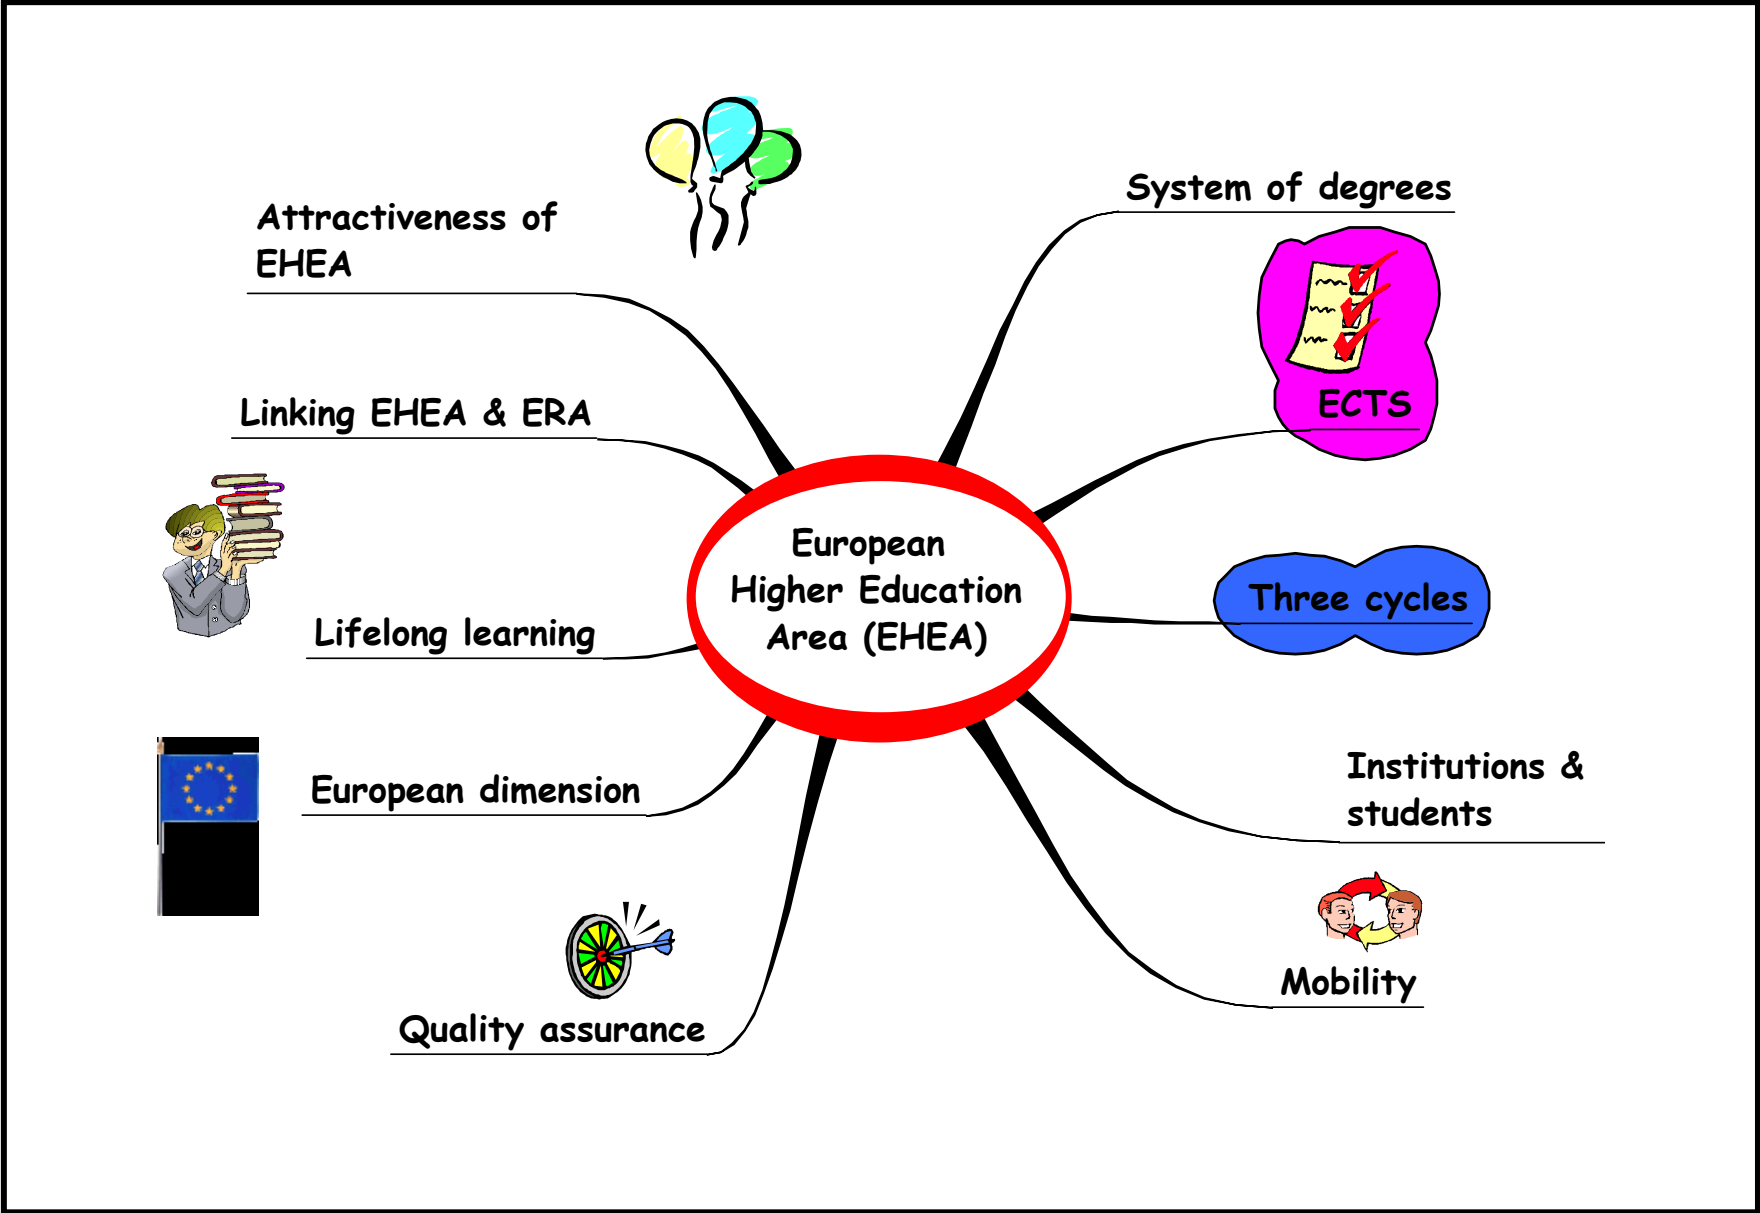 System of degrees
Attractiveness of
EHEA
ECTS
Linking EHEA & ERA
European
Higher Education
Area (EHEA)
Three cycles
Lifelong learning
Institutions &
students
European dimension
Mobility
Quality assurance